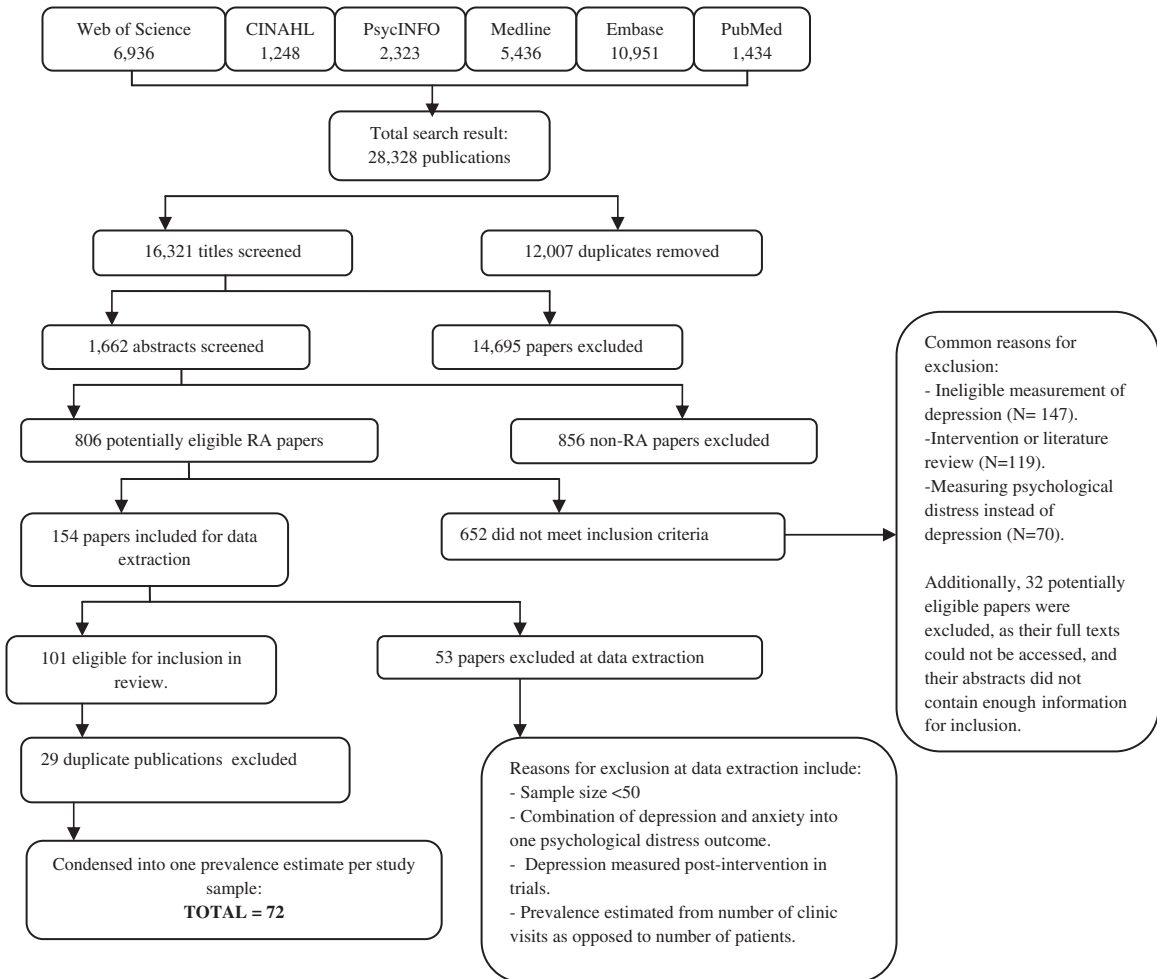 Web of Science
6,936
CINAHL
1,248
PsycINFO
2,323
Medline
5,436
Embase
10,951
PubMed
1,434
Total search result:
28,328 publications
16,321 titles screened
12,007 duplicates removed
1,662 abstracts screened
14,695 papers excluded
806 potentially eligible RA papers
856 non-RA papers excluded
154 papers included for data
extraction
652 did not meet inclusion criteria
Common reasons for
exclusion:
- Ineligible measurement of
depression (N= 147).
-Intervention or literature
review (N=119).
-Measuring psychological
distress instead of
depression (N=70).
Additionally, 32 potentially
eligible papers were
excluded, as their full texts
could not be accessed, and
their abstracts did not
contain enough information
for inclusion.
101 eligible for inclusion in
review.
53 papers excluded at data extraction
29 duplicate publications excluded
Reasons for exclusion at data extraction include:
- Sample size <50
- Combination of depression and anxiety into
one psychological distress outcome.
- Depression measured post-intervention in
trials.
- Prevalence estimated from number of clinic
visits as opposed to number of patients.
Condensed into one prevalence estimate per study
sample:
TOTAL = 72